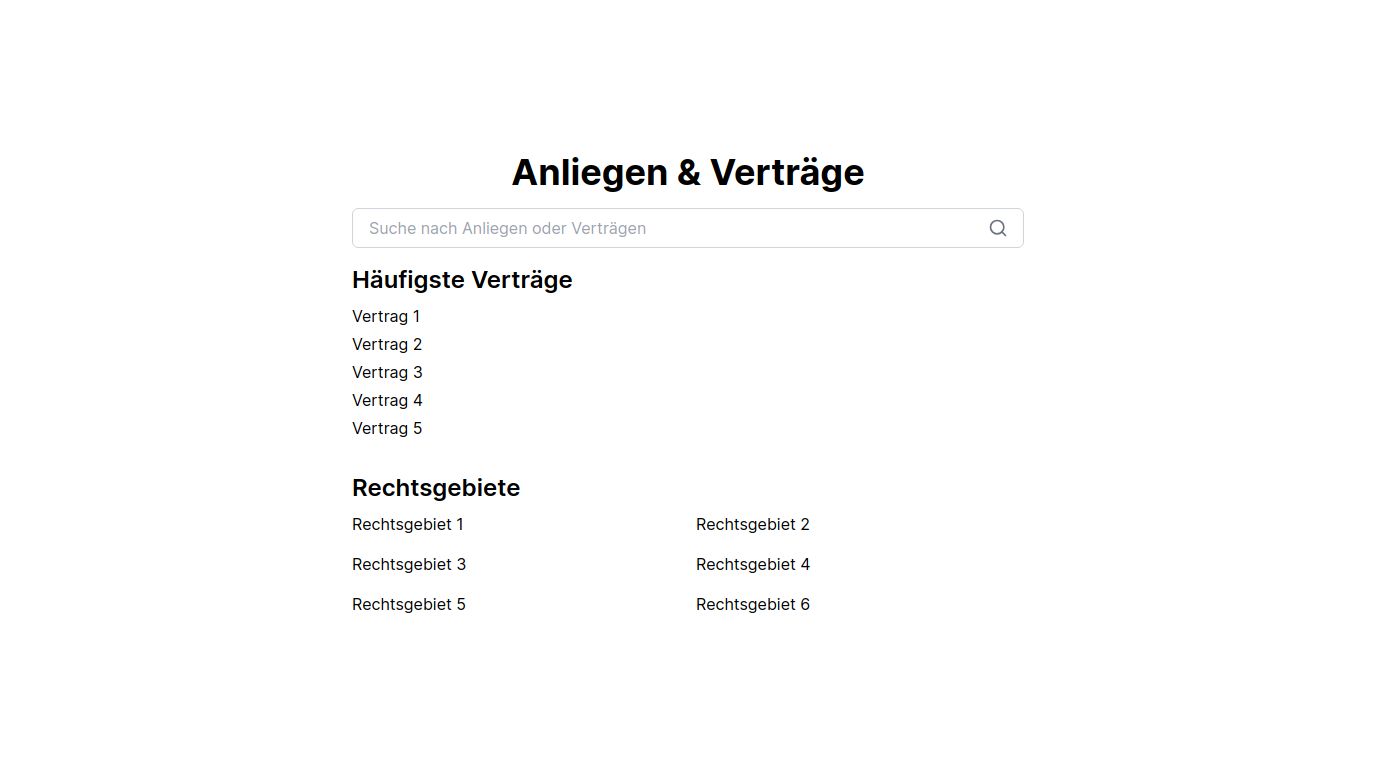 Anliegen & Verträge
Suche nach Anliegen oder Verträgen
Häufigste Verträge
Vertrag 1
Vertrag 2
Vertrag 3
Vertrag 4
Vertrag 5
Rechtsgebiete
Rechtsgebiet 1
Rechtsgebiet 2
Rechtsgebiet 3
Rechtsgebiet 4
Rechtsgebiet 5
Rechtsgebiet 6